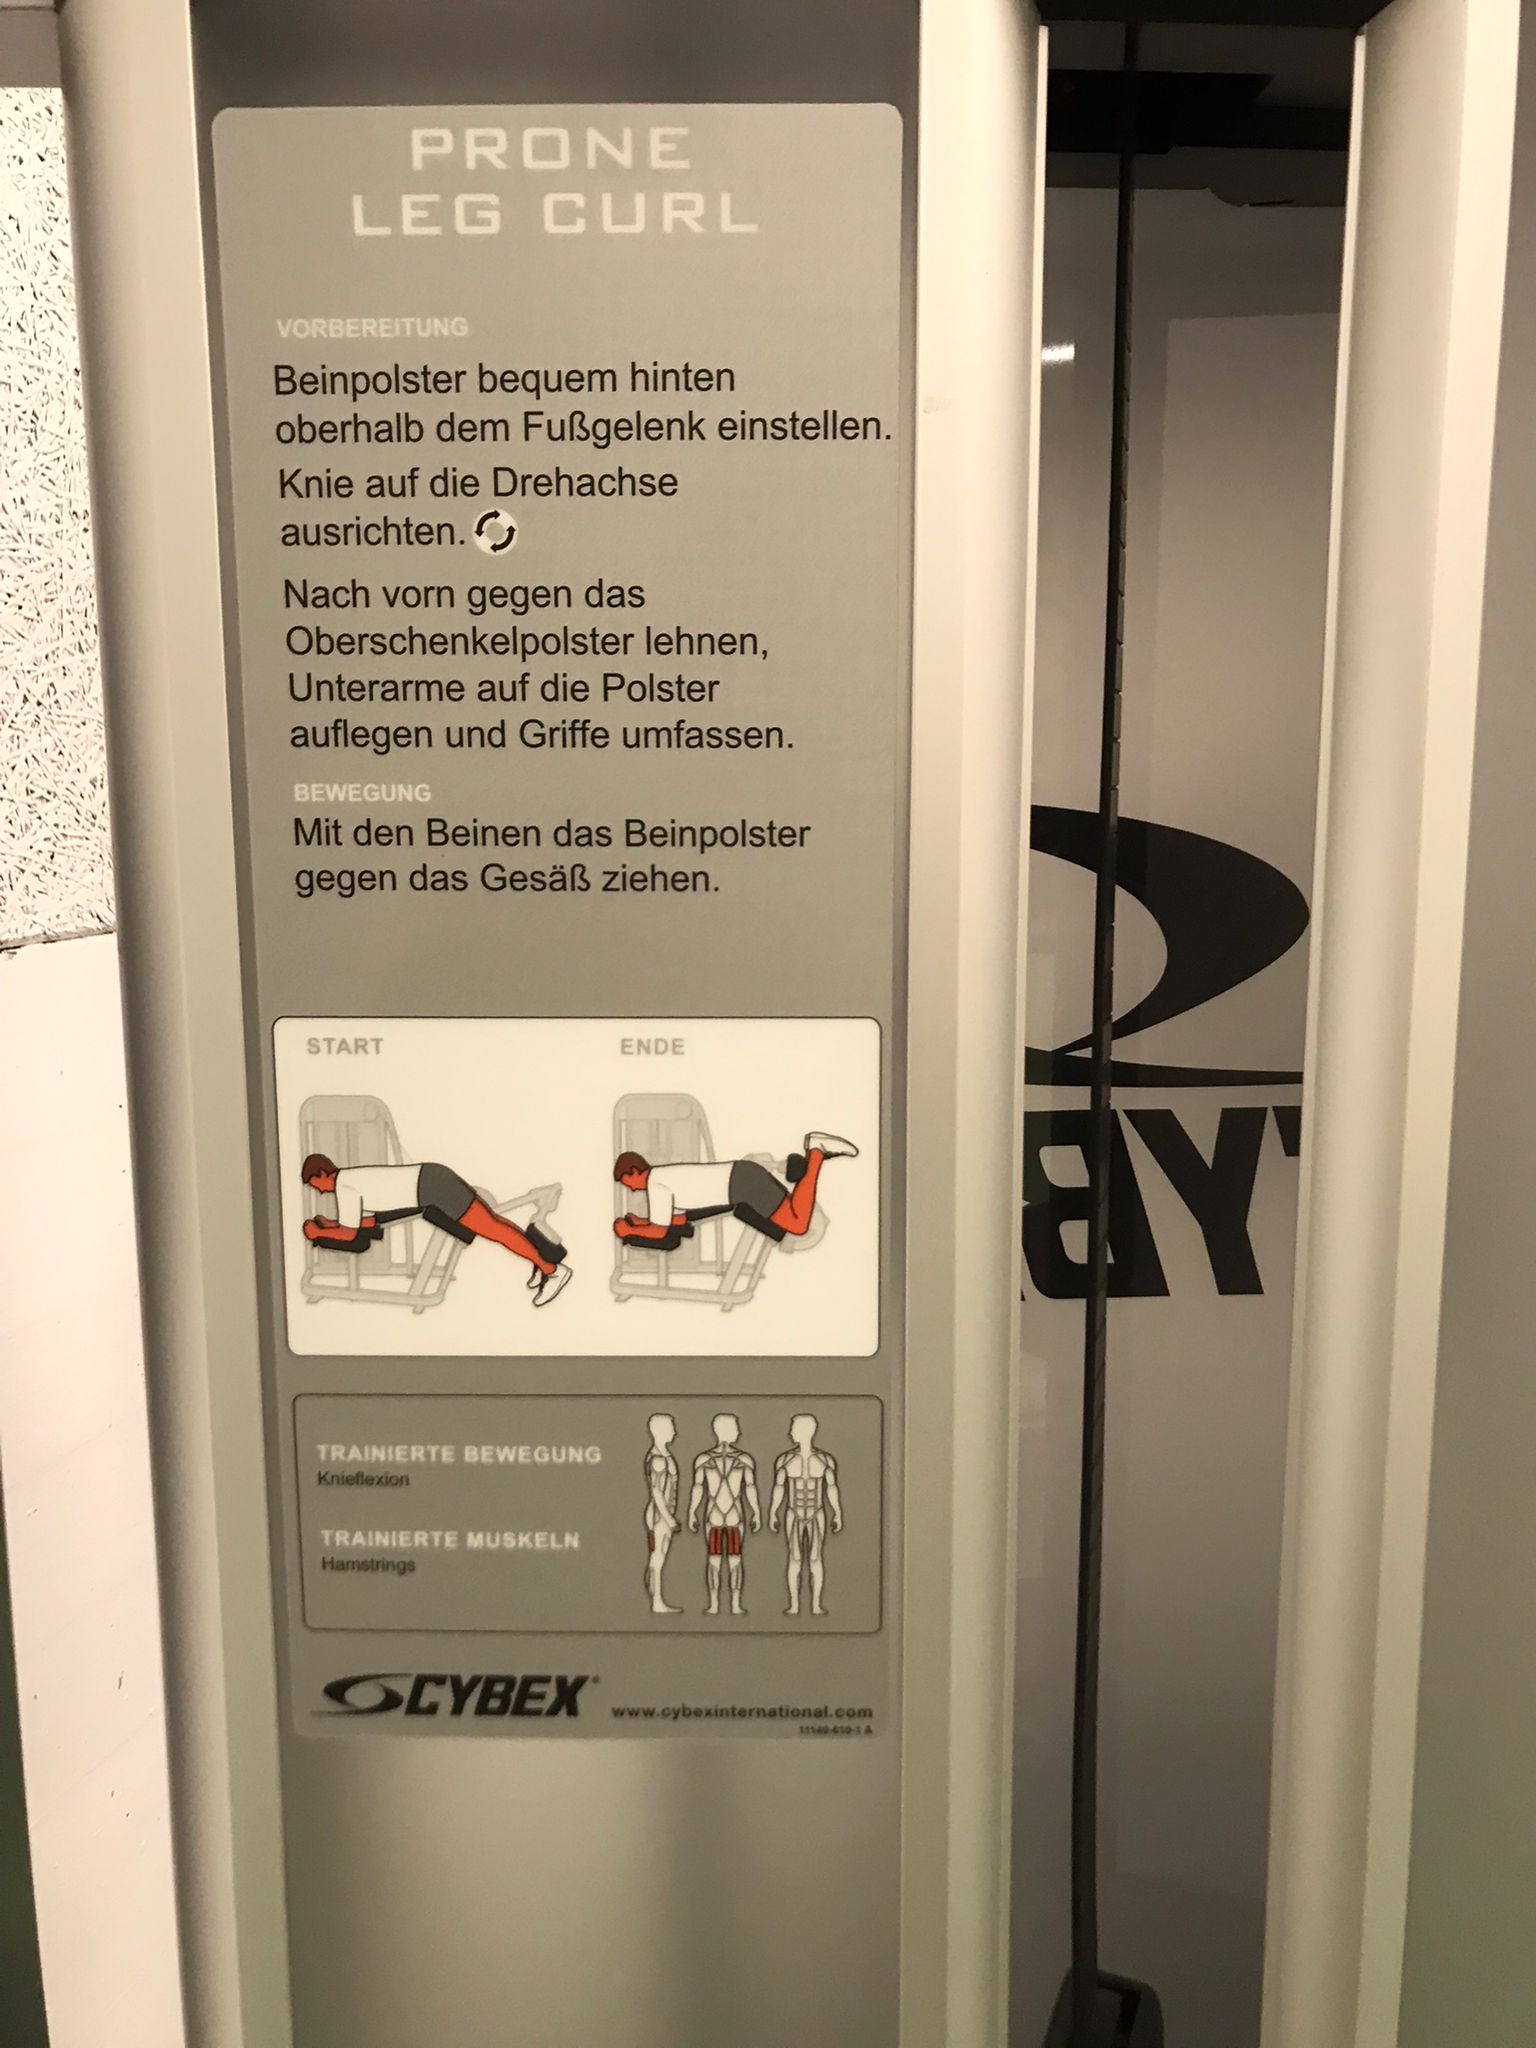 PRONE
LEG CURL
VORBEREITUNG
Beinpolster bequem hinten
oberhalb dem Fußgelenk einstellen.
Knie auf die Drehachse
ausrichten.
Nach vorn gegen das
Oberschenkelpolster lehnen,
Unterarme auf die Polster
auflegen und Griffe umfassen.
BEWEGUNG
Mit den Beinen das Beinpolster
gegen das Gesäß ziehen.
START ENDE
TRAINIERTE BEWEGUNG
Knieflexion
TRAINIERTE MUSKELN
Hamstrings
CYBEX®
www.cybexinternational.com